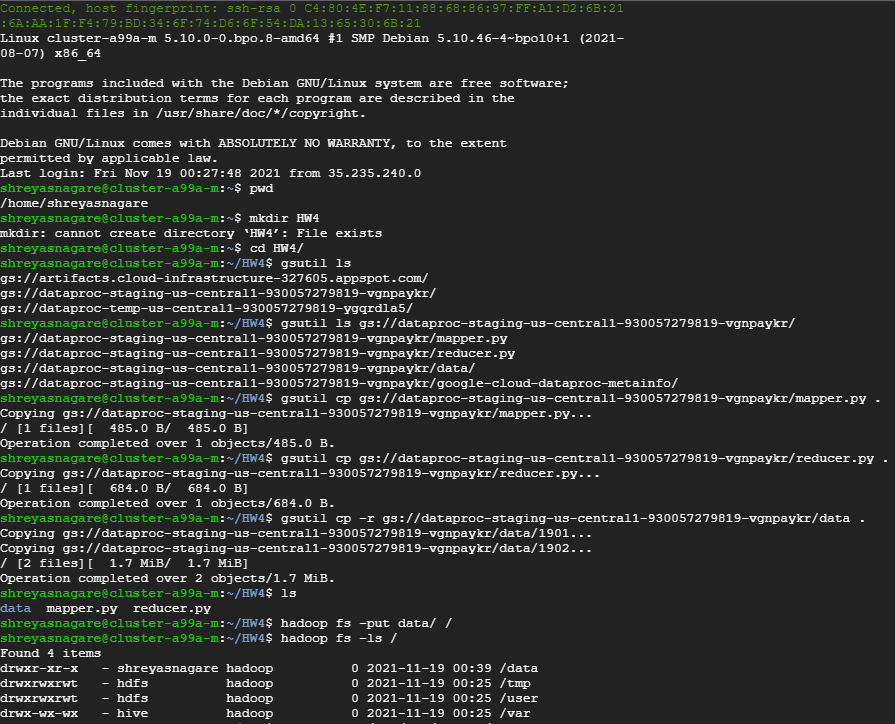 Connected, host fingerprint: ssh-rsa 0 C4:80:4E:F7:11:88:68:86:97:FF:A1:D2:6B:21
:6A:AA:1F:F4:79:BD:34:6F:74:D6:6F:54:DA:13:65:30:6B:21
Linux cluster-a99a-m 5.10.0-0.bpo.8-amd64 #1 SMP Debian 5.10.46-4~bpo10+1 (2021-
08-07) x86_64
The programs included with the Debian GNU/Linux system are free software;
the exact distribution terms for each program are described in the
individual files in /usr/share/doc/*/copyright.
Debian GNU/Linux comes with ABSOLUTELY NO WARRANTY, to the extent
permitted by applicable law.
Last login: Fri Nov 19 00:27:48 2021 from 35.235.240.0
shreyasnagare@cluster-a99a-m:~$ pwd
/home/shreyasnagare
shreyasnagare@cluster-a99a-m:~$ mkdir HW4
mkdir: cannot create directory ‘HW4’: File exists
shreyasnagare@cluster-a99a-m:~$ cd HW4/
shreyasnagare@cluster-a99a-m:~/HW4$ gsutil ls
gs://artifacts.cloud-infrastructure-327605.appspot.com/
gs://dataproc-staging-us-central1-930057279819-vgnpaykr/
gs://dataproc-temp-us-central1-930057279819-ygqrdla5/
shreyasnagare@cluster-a99a-m:~/HW4$ gsutil ls gs://dataproc-staging-us-central1-930057279819-vgnpaykr/
gs://dataproc-staging-us-central1-930057279819-vgnpaykr/mapper.py
gs://dataproc-staging-us-central1-930057279819-vgnpaykr/reducer.py
gs://dataproc-staging-us-central1-930057279819-vgnpaykr/data/
gs://dataproc-staging-us-central1-930057279819-vgnpaykr/google-cloud-dataproc-metainfo/
shreyasnagare@cluster-a99a-m:~/HW4$ gsutil cp gs://dataproc-staging-us-central1-930057279819-vgnpaykr/mapper.py .
Copying gs://dataproc-staging-us-central1-930057279819-vgnpaykr/mapper.py...
/ [1 files][  485.0 B/  485.0 B]
Operation completed over 1 objects/485.0 B.
shreyasnagare@cluster-a99a-m:~/HW4$ gsutil cp gs://dataproc-staging-us-central1-930057279819-vgnpaykr/reducer.py .
Copying gs://dataproc-staging-us-central1-930057279819-vgnpaykr/reducer.py...
/ [1 files][  684.0 B/  684.0 B]
Operation completed over 1 objects/684.0 B.
shreyasnagare@cluster-a99a-m:~/HW4$ gsutil cp -r gs://dataproc-staging-us-central1-930057279819-vgnpaykr/data .
Copying gs://dataproc-staging-us-central1-930057279819-vgnpaykr/data/1901...
Copying gs://dataproc-staging-us-central1-930057279819-vgnpaykr/data/1902...
/ [2 files][  1.7 MiB/  1.7 MiB]
Operation completed over 2 objects/1.7 MiB.
shreyasnagare@cluster-a99a-m:~/HW4$ ls
data  mapper.py  reducer.py
shreyasnagare@cluster-a99a-m:~/HW4$ hadoop fs -put data/ /
shreyasnagare@cluster-a99a-m:~/HW4$ hadoop fs -ls /
Found 4 items
drwxr-xr-x   - shreyasnagare hadoop          0 2021-11-19 00:39 /data
drwxrwxrwt   - hdfs          hadoop          0 2021-11-19 00:25 /tmp
drwxrwxrwt   - hdfs          hadoop          0 2021-11-19 00:25 /user
drwx-wx-wx   - hive          hadoop          0 2021-11-19 00:25 /var